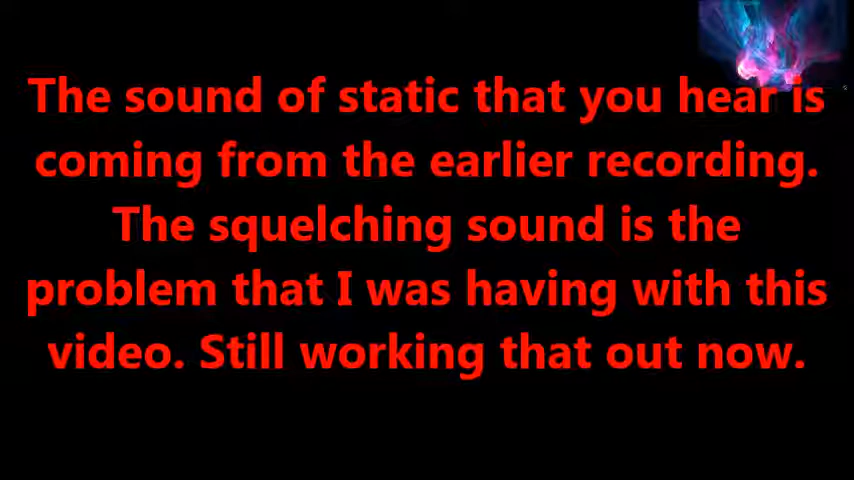 The sound of static that you hear is
coming from the earlier recording.
The squelching sound is the
problem that I was having with this
video. Still working that out now.